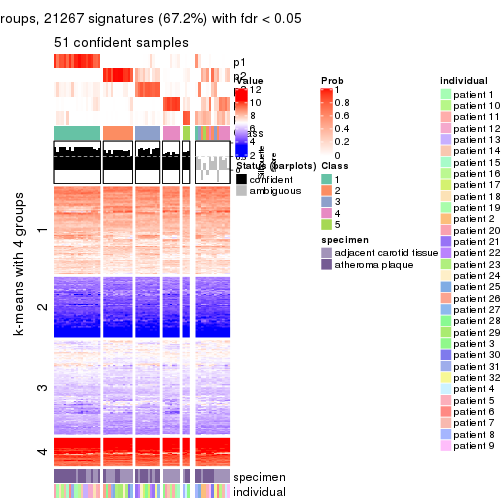 roups, 21267 signatures (67.2%) with fdr < 0.05
51 confident samples
p1
p2
Class
k-means with 4 groups
1
2
3
4
specimen
individual
Value
12
10
8
6
4
2
Silhouette
score
Status (barplots)
confident
ambiguous
Prob
1
0.8
0.6
0.4
0.2
0
Class
1
2
3
4
5
specimen
adjacent carotid tissue
atheroma plaque
individual
patient 1
patient 10
patient 11
patient 12
patient 13
patient 14
patient 15
patient 16
patient 17
patient 18
patient 19
patient 2
patient 20
patient 21
patient 22
patient 23
patient 24
patient 25
patient 26
patient 27
patient 28
patient 29
patient 3
patient 30
patient 31
patient 32
patient 4
patient 5
patient 6
patient 7
patient 8
patient 9